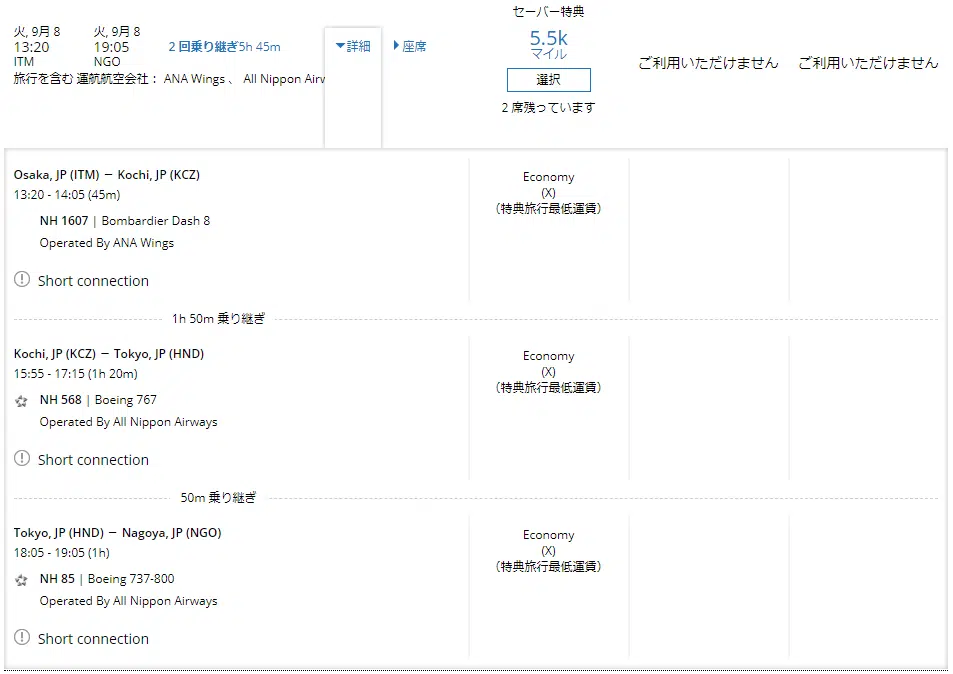 セーバー特典
火, 9月 8 火, 9月 8
13:20 19:05 2 回乗り継ぎ5h 45m 詳細 座席 5.5k
ITM NGO マイル ご利用いただけません ご利用いただけません
旅行を含む 運航航空会社： ANA Wings 、 All Nippon Airw 選択
2 席残っています
Osaka, JP (ITM) – Kochi, JP (KCZ) Economy
13:20 - 14:05 (45m) (X)
(特典旅行最低運賃)
NH 1607 | Bombardier Dash 8
Operated By ANA Wings
Short connection
1h 50m 乗り継ぎ
Kochi, JP (KCZ) – Tokyo, JP (HND) Economy
15:55 - 17:15 (1h 20m) (X)
(特典旅行最低運賃)
NH 568 | Boeing 767
Operated By All Nippon Airways
Short connection
50m 乗り継ぎ
Tokyo, JP (HND) – Nagoya, JP (NGO) Economy
18:05 - 19:05 (1h) (X)
(特典旅行最低運賃)
NH 85 | Boeing 737-800
Operated By All Nippon Airways
Short connection